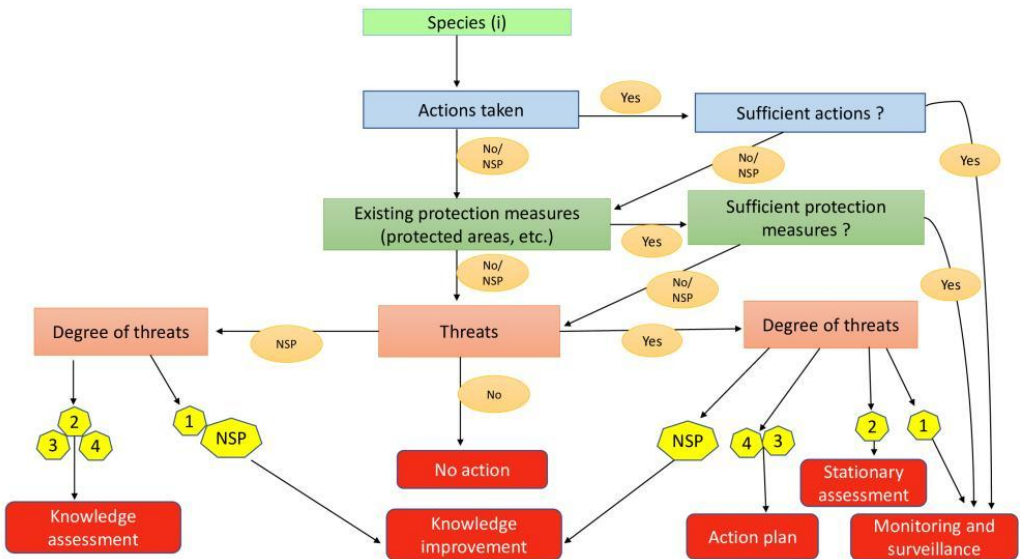 Species (i)
Actions taken
Yes
Sufficient actions ?
No/
NSP
No/
NSP
Yes
Existing protection measures
(protected areas, etc.)
Yes
Sufficient protection
measures ?
No/
NSP
No/
NSP
Yes
Degree of threats
NSP
Threats
Yes
Degree of threats
No
2
3
4
1
NSP
NSP
4
3
2
1
No action
Stationary
assessment
Knowledge
assessment
Knowledge
improvement
Action plan
Monitoring and
surveillance